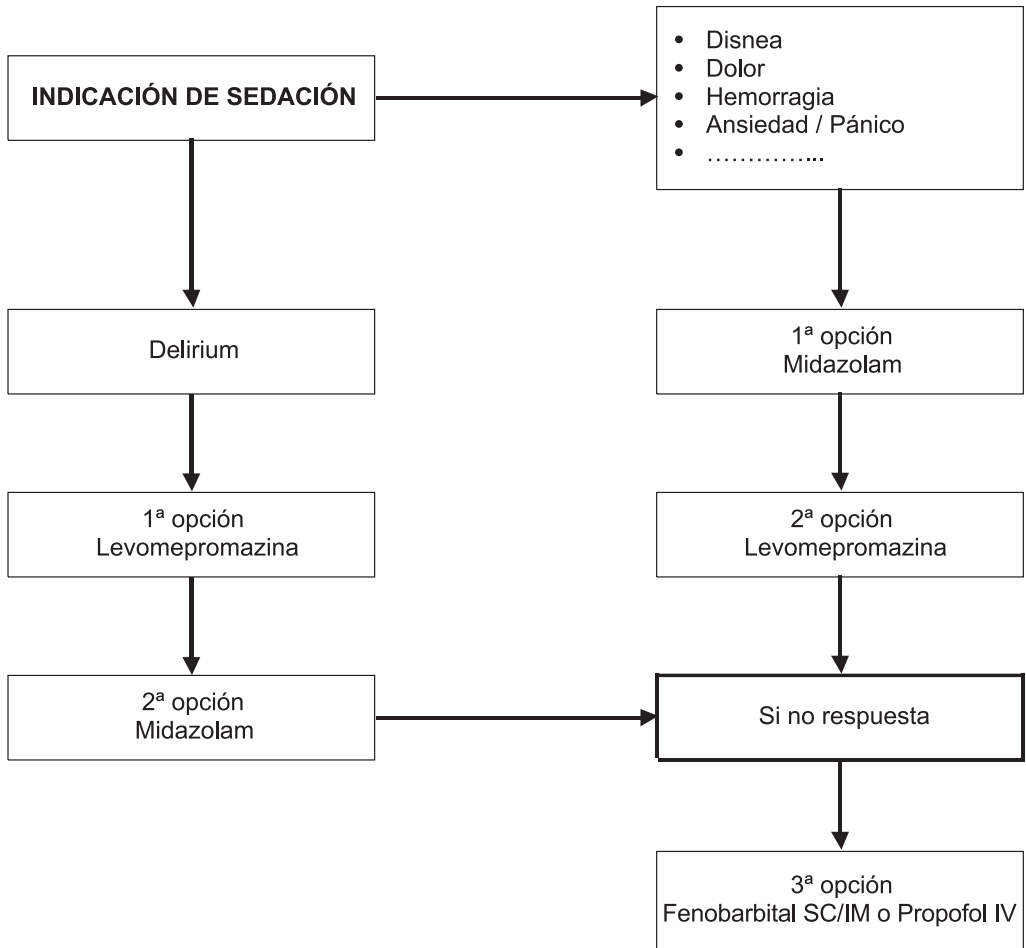 INDICACIÓN DE SEDACIÓN
• Disnea
• Dolor
• Hemorragia
• Ansiedad / Pánico
• ................
Delirium
1ª opción
Midazolam
1ª opción
Levomepromazina
2ª opción
Levomepromazina
2ª opción
Midazolam
Si no respuesta
3ª opción
Fenobarbital SC/IM o Propofol IV